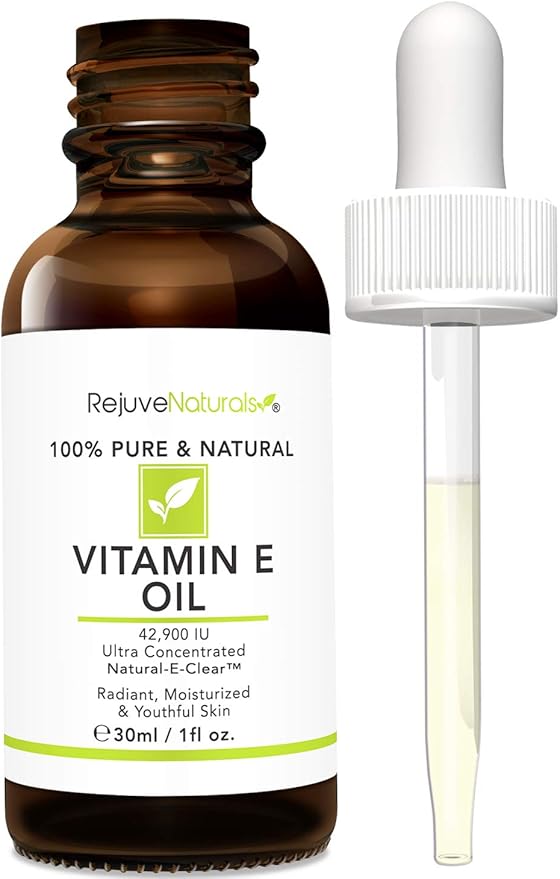 RejuveNaturals®
100% PURE & NATURAL
VITAMIN E
OIL
42,900 IU
Ultra Concentrated
Natural-E-Clear™
Radiant, Moisturized
& Youthful Skin
℮30ml / 1fl oz.